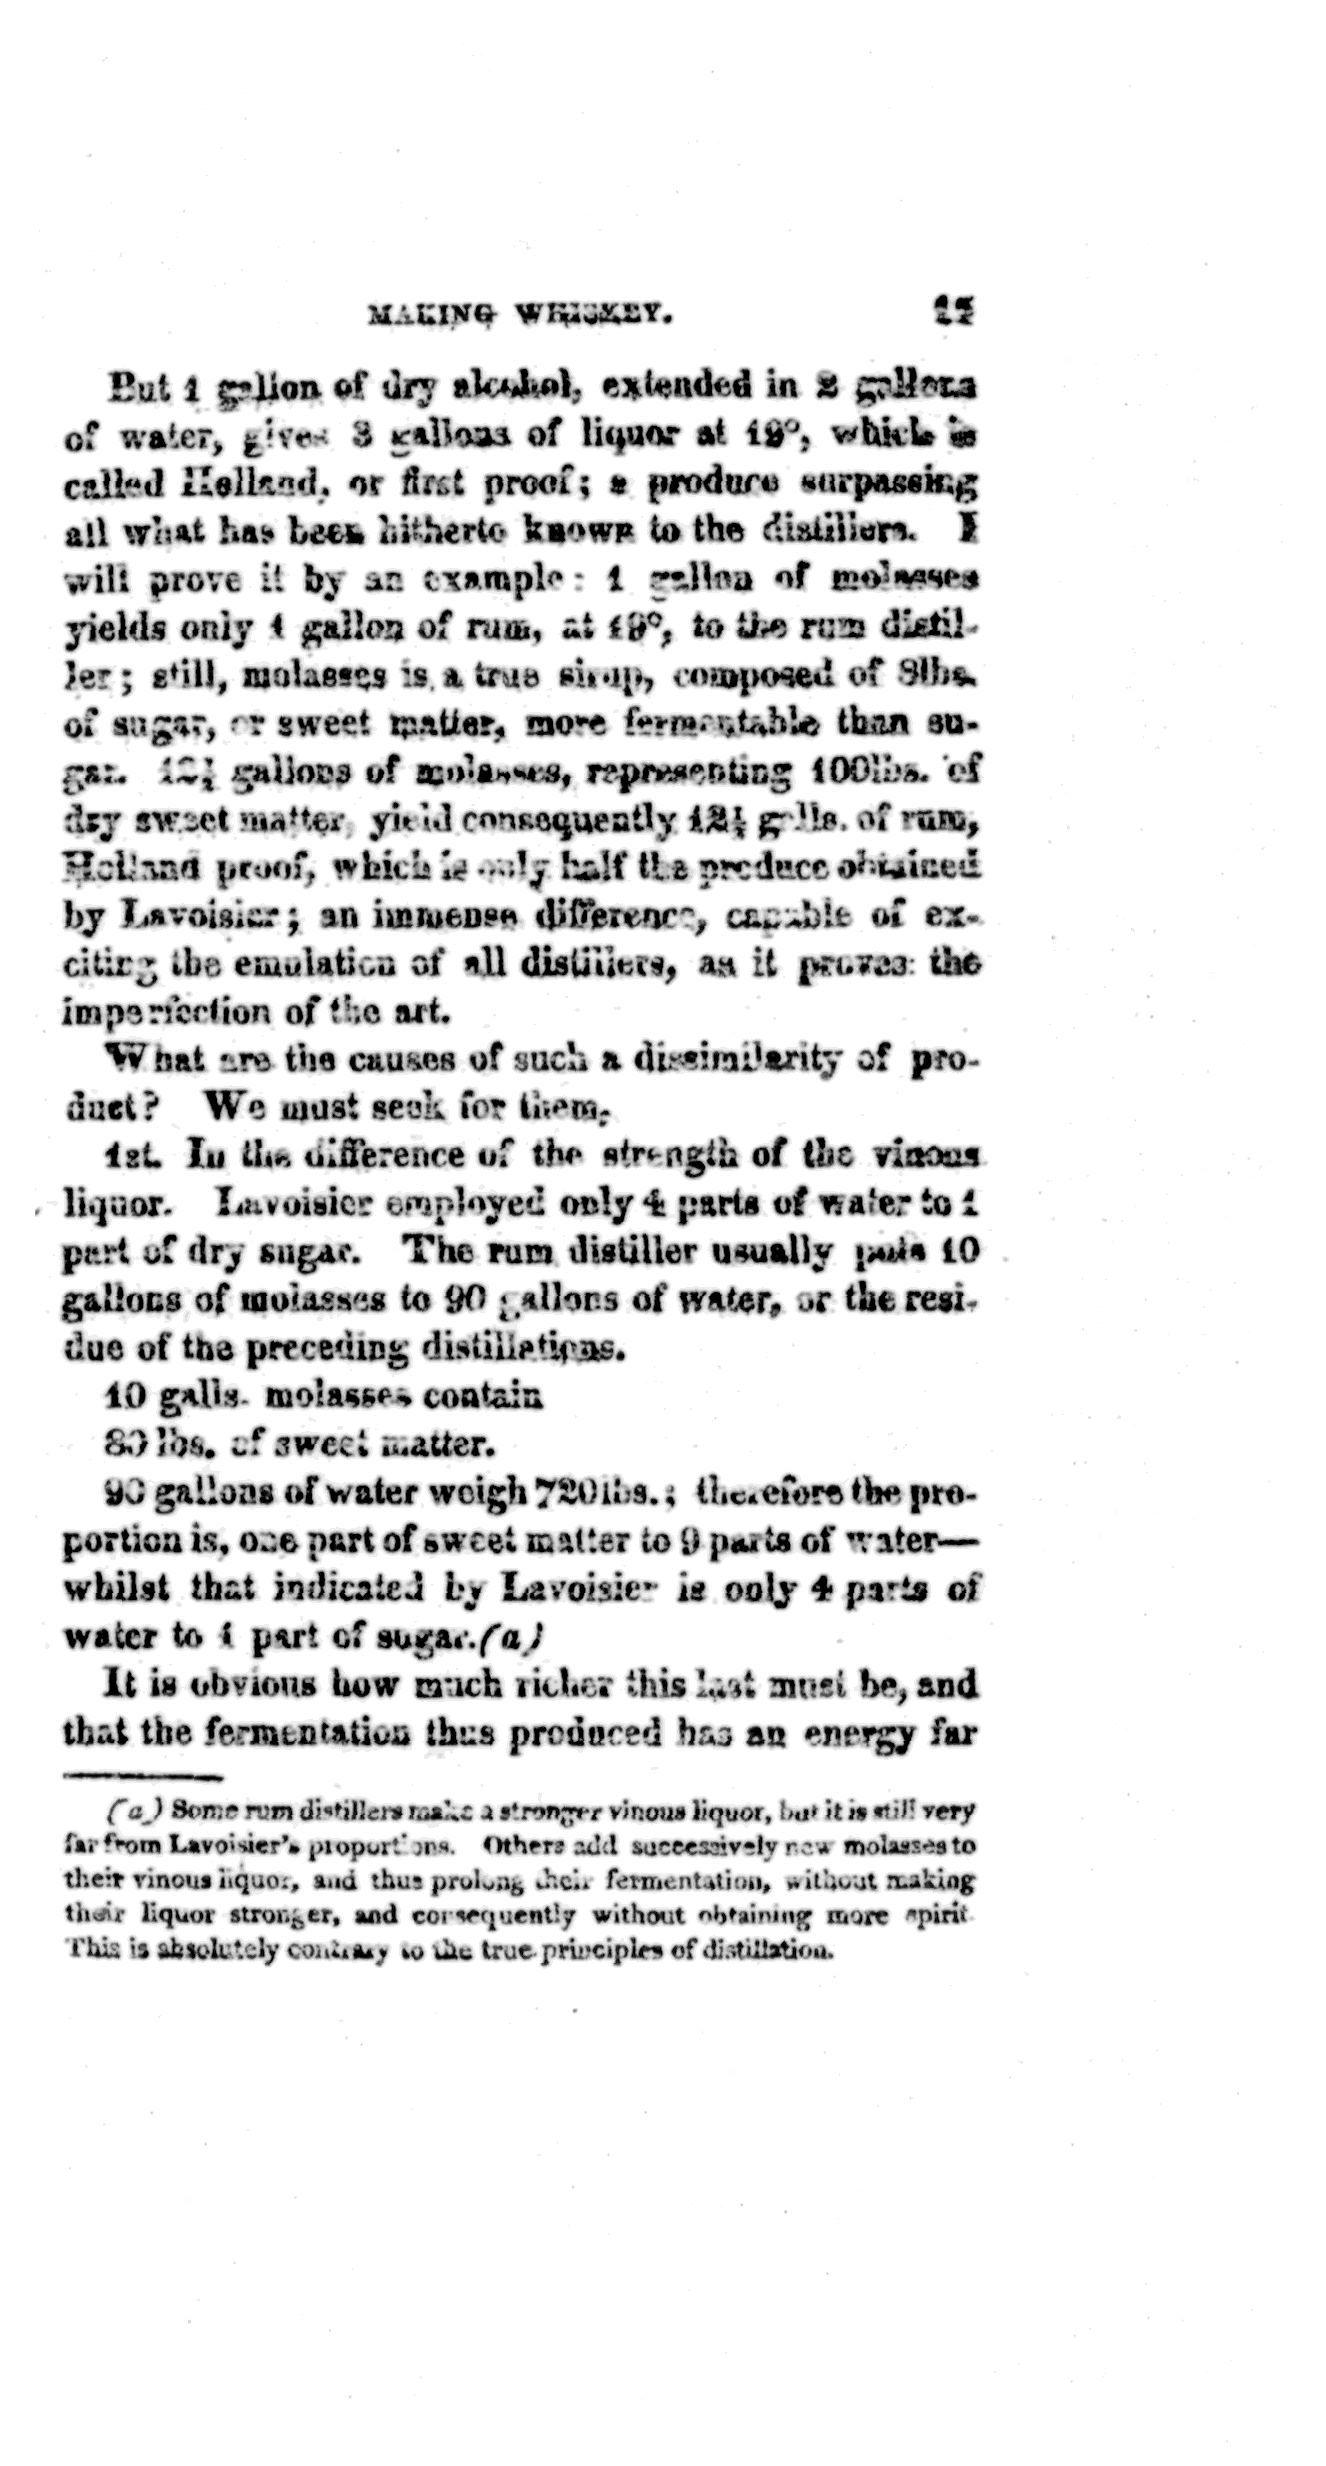 MAKING WHISKEY.
But 1 gallon of dry alcohol, extended in 2 gallons
of water, gives 3 gallons of liquor at 19°, which is
called Holland, or first proof; a produce surpassing
all what has been hitherto known to the distillers. I
will prove it by an example: 1 gallon of molasses
yields only 1 gallon of rum, at 19°, to the rum distil-
ler; still, molasses is a true sirup, composed of 8lbs.
of sugar, or sweet matter, more fermentable than su-
gar. 12½ gallons of molasses, representing 100lbs. of
dry sweet matter, yield consequently 12½ galls. of rum,
Holland proof, which is only half the produce obtained
by Lavoisier; an immense difference, capable of ex-
citing the emulation of all distillers, as it proves the
imperfection of the art.
What are the causes of such a dissimilarity of pro-
duct? We must seek for them.
1st. In the difference of the strength of the vinous
liquor. Lavoisier employed only 4 parts of water to 1
part of dry sugar. The rum distiller usually puts 10
gallons of molasses to 90 gallons of water, or the resi-
due of the preceding distillations.
10 galls. molasses contain
80 lbs. of sweet matter.
90 gallons of water weigh 720lbs.; therefore the pro-
portion is, one part of sweet matter to 9 parts of water—
whilst that indicated by Lavoisier is only 4 parts of
water to 1 part of sugar.(a)
It is obvious how much richer this last must be, and
that the fermentation thus produced has an energy far
(a) Some rum distillers make a stronger vinous liquor, but it is still very
far from Lavoisier's proportions. Others add successively new molasses to
their vinous liquor, and thus prolong their fermentation, without making
their liquor stronger, and consequently without obtaining more spirit.
This is absolutely contrary to the true principles of distillation.